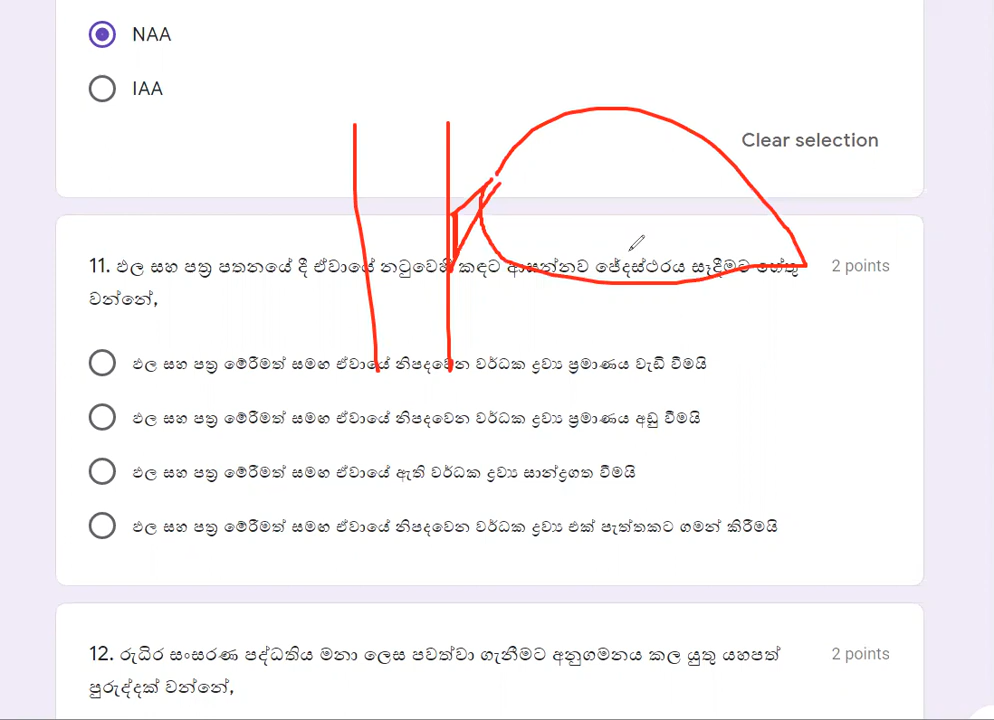 NAA
IAA
Clear selection
11. ඵල සහ පත්‍ර පතනයේ දී ඒවායේ නටුවෙහි කඳට ආසන්නව ඡේදස්ථරය සෑදීමට හේතු
2 points
වන්නේ,
ඵල සහ පත්‍ර මේරීමත් සමඟ ඒවායේ නිපදවෙන වර්ධක ද්‍රව්‍ය ප්‍රමාණය වැඩි වීමයි
ඵල සහ පත්‍ර මේරීමත් සමඟ ඒවායේ නිපදවෙන වර්ධක ද්‍රව්‍ය ප්‍රමාණය අඩු වීමයි
ඵල සහ පත්‍ර මේරීමත් සමඟ ඒවායේ ඇති වර්ධක ද්‍රව්‍ය සාන්ද්‍රගත වීමයි
ඵල සහ පත්‍ර මේරීමත් සමඟ ඒවායේ නිපදවෙන වර්ධක ද්‍රව්‍ය එක් පැත්තකට ගමන් කිරීමයි
12. රුධිර සංසරණ පද්ධතිය මනා ලෙස පවත්වා ගැනීමට අනුගමනය කල යුතු යහපත්
2 points
පුරුද්දක් වන්නේ,